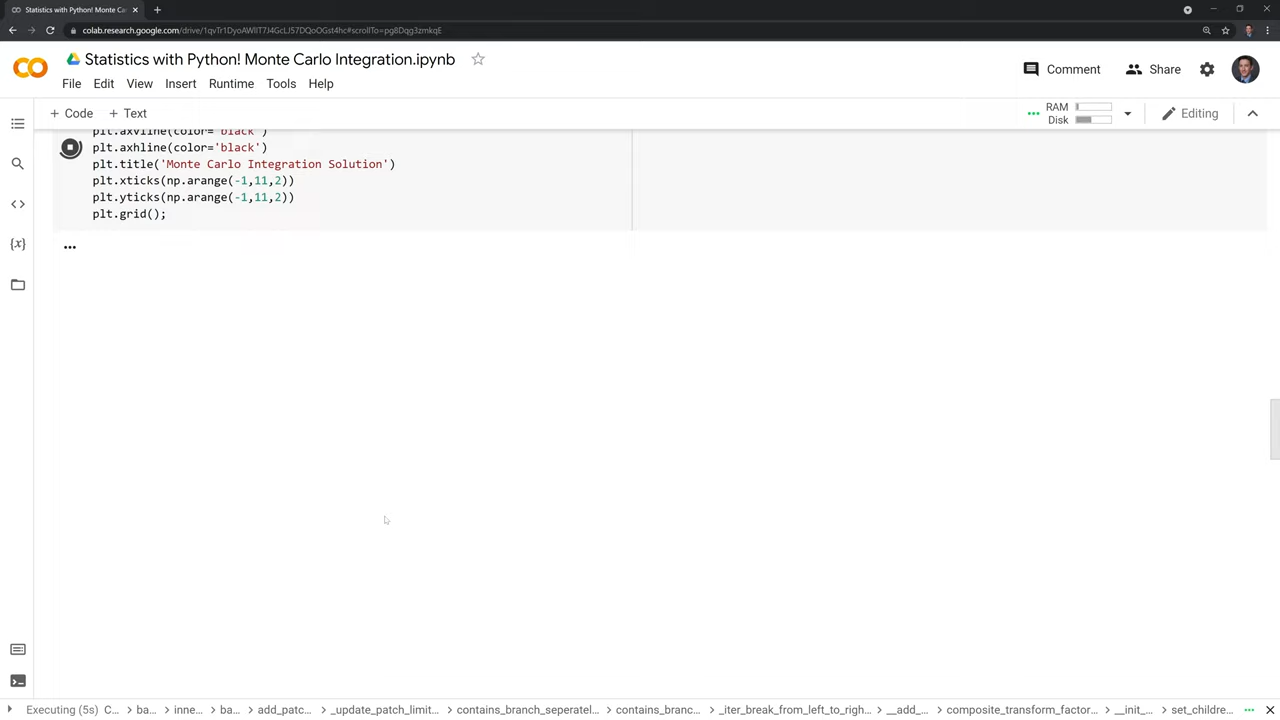 Statistics with Python! Monte Ca
colab.research.google.com/drive/1qvTr1DyoAWIIT7J4GcLJ57DQoOGst4hc#scrollTo=pg8Dqg3zmkqE
Statistics with Python! Monte Carlo Integration.ipynb
File Edit View Insert Runtime Tools Help
Comment Share
+ Code + Text
RAM
Disk
Editing
plt.axvline(color='black')
plt.axhline(color='black')
plt.title('Monte Carlo Integration Solution')
plt.xticks(np.arange(-1,11,2))
plt.yticks(np.arange(-1,11,2))
plt.grid();
...
Executing (5s) C... > ba... > inne... > ba... > add_patc... > _update_patch_limit... > contains_branch_seperatel... > contains_branc... > _iter_break_from_left_to_righ... > __add_... > composite_transform_factor... > __init_... > set_childre...